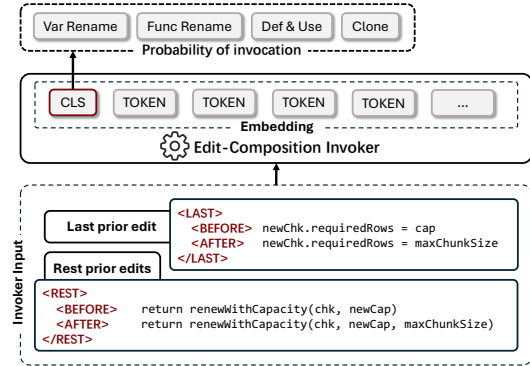 Var Rename Func Rename Def & Use Clone
Probability of invocation
CLS TOKEN TOKEN TOKEN TOKEN ...
Embedding
Edit-Composition Invoker
Invoker Input
Last prior edit
<LAST>
<BEFORE> newChk.requiredRows = cap
<AFTER> newChk.requiredRows = maxChunkSize
</LAST>
Rest prior edits
<REST>
<BEFORE> return renewWithCapacity(chk, newCap)
<AFTER> return renewWithCapacity(chk, newCap, maxChunkSize)
</REST>